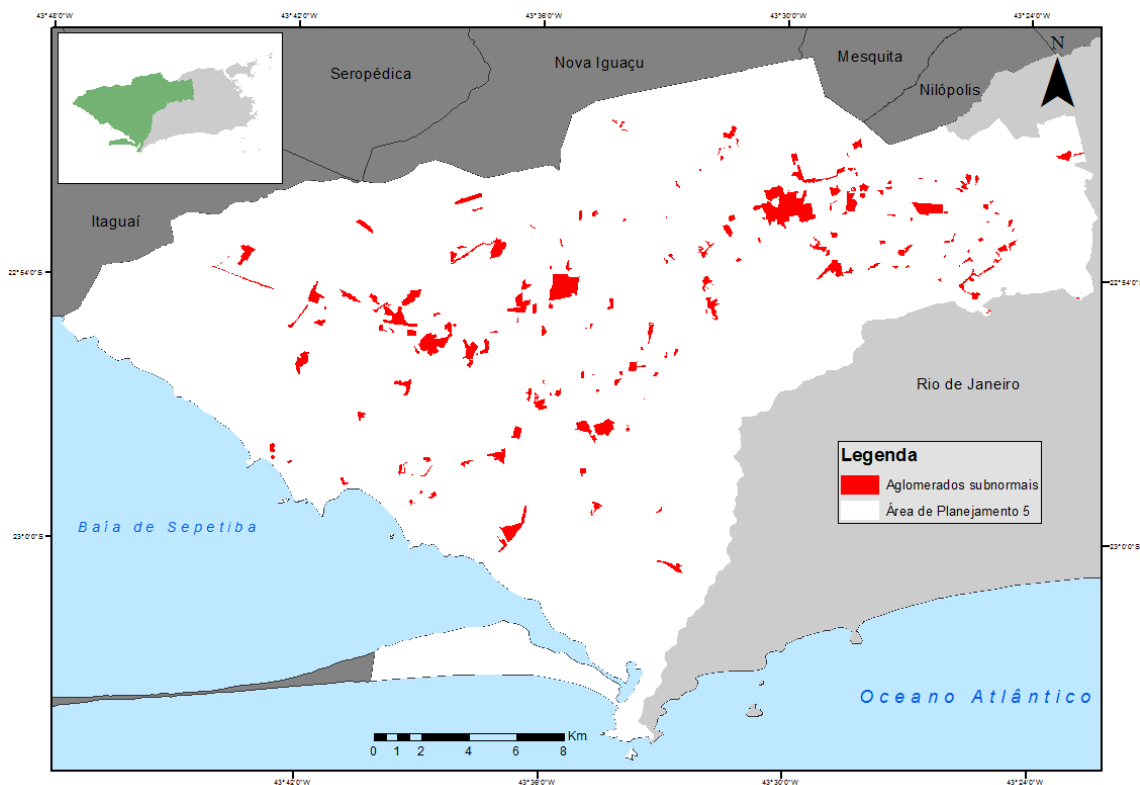 43°48'0"W
43°42'0"W
43°36'0"W
43°30'0"W
43°24'0"W
N
Mesquita
Nova Iguaçu
Seropédica
Nilópolis
Itaguaí
22°54'0"S
22°54'0"S
Rio de Janeiro
Legenda
Aglomerados subnormais
Área de Planejamento 5
Baía de Sepetiba
23°0'0"S
23°0'0"S
Oceano Atlântico
Km
0 1 2 4 6 8
43°42'0"W
43°36'0"W
43°30'0"W
43°24'0"W